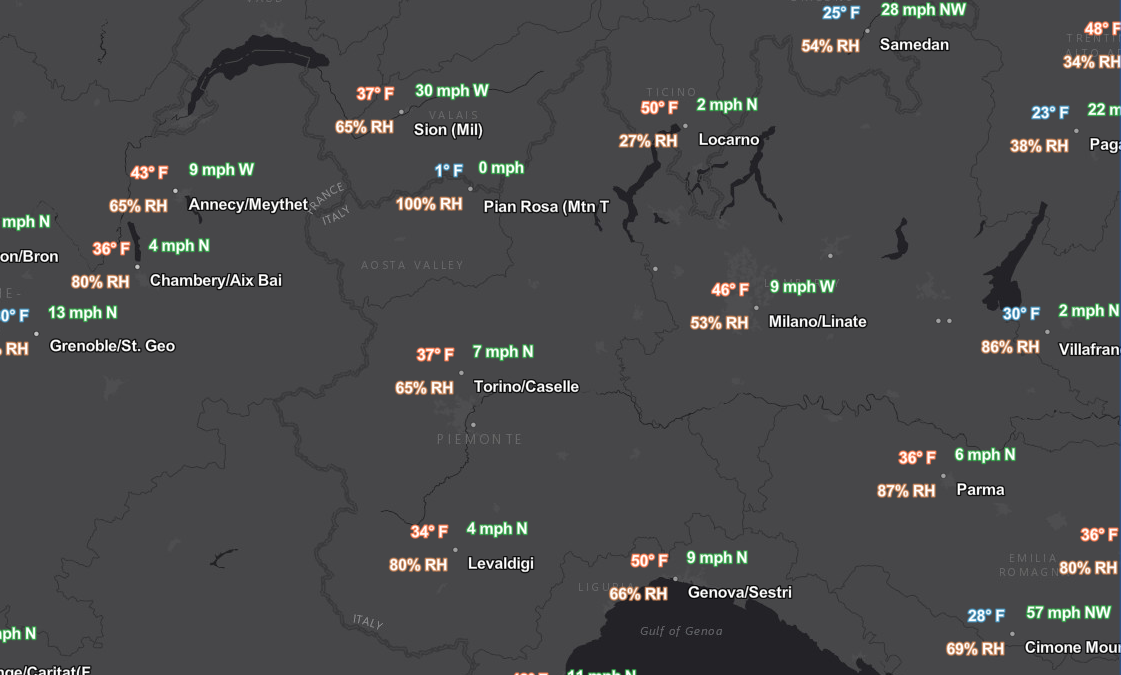 25° F 28 mph NW
54% RH Samedan
48° F
34% RH
37° F 30 mph W
65% RH Sion (Mil)
VALAIS
TICINO
50° F 2 mph N
27% RH Locarno
23° F 22 m
38% RH Paga
43° F 9 mph W
65% RH Annecy/Meythet
FRANCE
ITALY
1° F 0 mph
100% RH Pian Rosa (Mtn T
mph N
on/Bron
36° F 4 mph N
80% RH Chambery/Aix Bai
AOSTA VALLEY
46° F 9 mph W
53% RH Milano/Linate
0° F 13 mph N
% RH Grenoble/St. Geo
30° F 2 mph N
86% RH Villafran
37° F 7 mph N
65% RH Torino/Caselle
PIEMONTE
36° F 6 mph N
87% RH Parma
34° F 4 mph N
80% RH Levaldigi
36° F
80% RH
EMILIA
ROMAGN
50° F 9 mph N
66% RH Genova/Sestri
LIGURIA
ITALY
Gulf of Genoa
28° F 57 mph NW
69% RH Cimone Moun
mph N
nge/Caritat(F
11 mph N